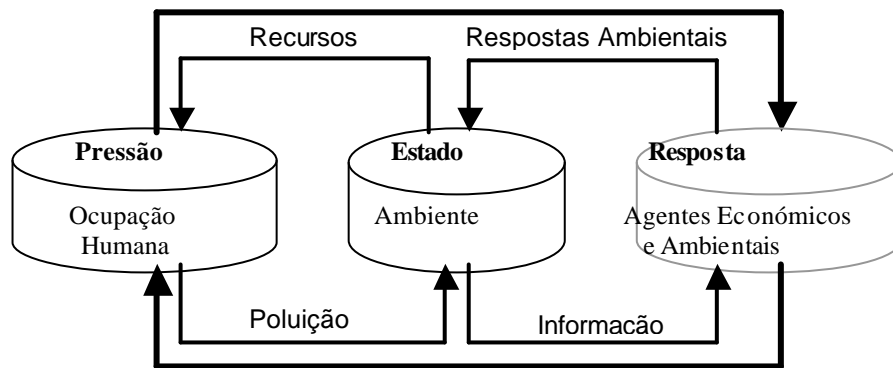 Recursos
Respostas Ambientais
Pressão
Estado
Resposta
Ocupação
Humana
Ambiente
Agentes Económicos
e Ambientais
Poluição
Informacão